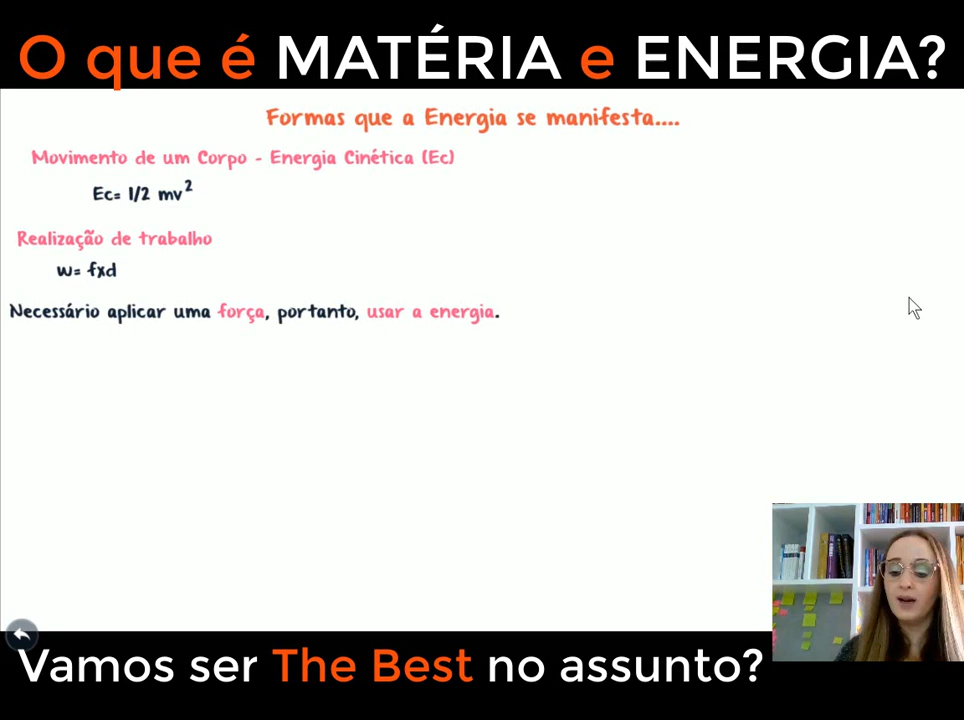 O que é MATÉRIA e ENERGIA?
Formas que a Energia se manifesta....
Movimento de um Corpo - Energia Cinética (Ec)
Ec= 1/2 mv²
Realização de trabalho
w= fxd
Necessário aplicar uma força, portanto, usar a energia.
Vamos ser The Best no assunto?